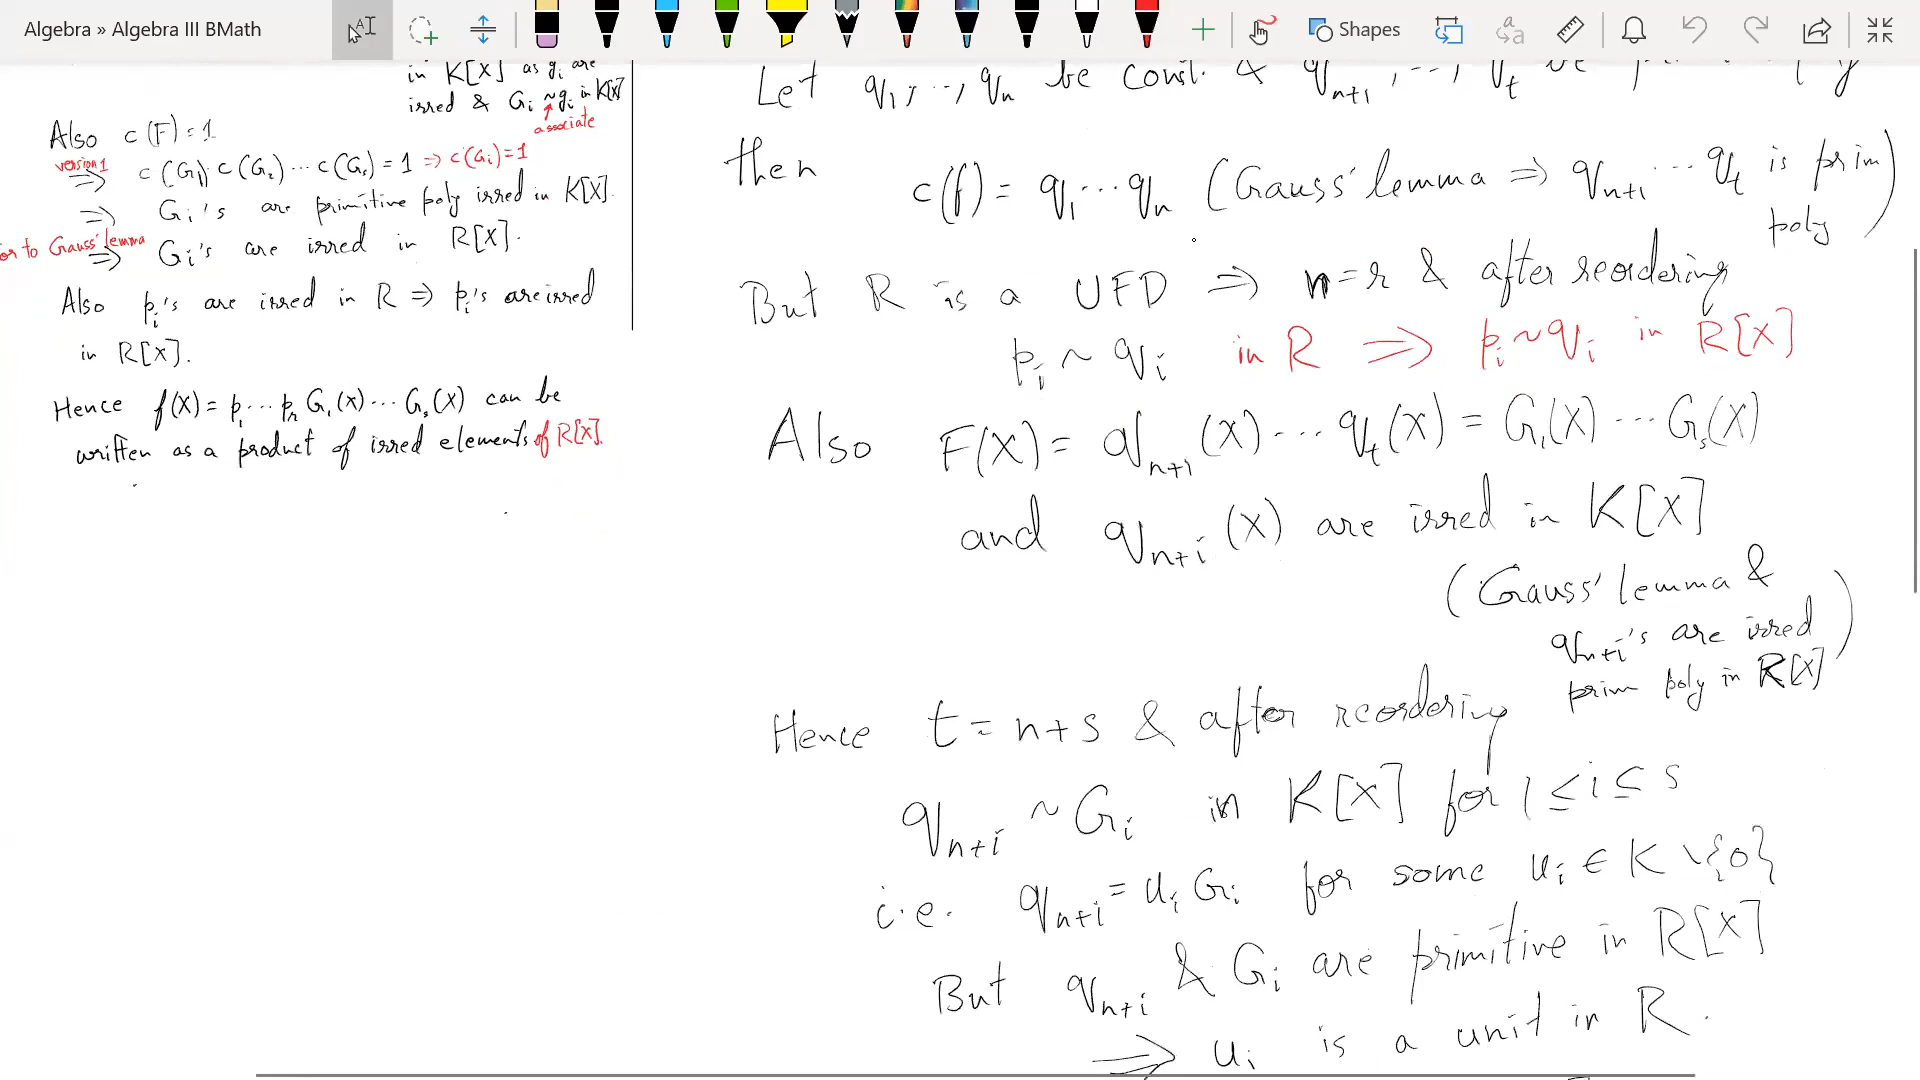 Algebra » Algebra III BMath
Shapes
in K[X] as gᵢ are
irred & Gᵢ ~ gᵢ in K[X]
associate
Also c(F) = 1
version 1
⇒ c(G₁) c(G₂) ... c(Gₛ) = 1 ⇒ c(Gᵢ) = 1
⇒ Gᵢ's are primitive poly irred in K[X].
or to Gauss' lemma
⇒ Gᵢ's are irred in R[X].
Also pᵢ's are irred in R ⇒ pᵢ's are irred
in R[X].
Hence f(X) = p₁ ... pᵣ G₁(X) ... Gₛ(X) can be
written as a product of irred elements of R[X].
Let q₁, .., qₙ be const. & qₙ₊₁, ..., qₜ be
then c(f) = q₁ ... qₙ (Gauss' lemma ⇒ qₙ₊₁ ... qₜ is prim
poly)
But R is a UFD ⇒ n = r & after reordering
pᵢ ~ qᵢ in R ⇒ pᵢ ~ qᵢ in R[X]
Also F(X) = qₙ₊₁(X) ... qₜ(X) = G₁(X) ... Gₛ(X)
and qₙ₊ᵢ(X) are irred in K[X]
(Gauss' lemma &
qₙ₊ᵢ's are irred
prim poly in R[X])
Hence t = n+s & after reordering
qₙ₊ᵢ ~ Gᵢ in K[X] for 1 ≤ i ≤ s
i.e. qₙ₊ᵢ = uᵢ Gᵢ for some uᵢ ∈ K \ {0}
But qₙ₊ᵢ & Gᵢ are primitive in R[X]
⇒ uᵢ is a unit in R.